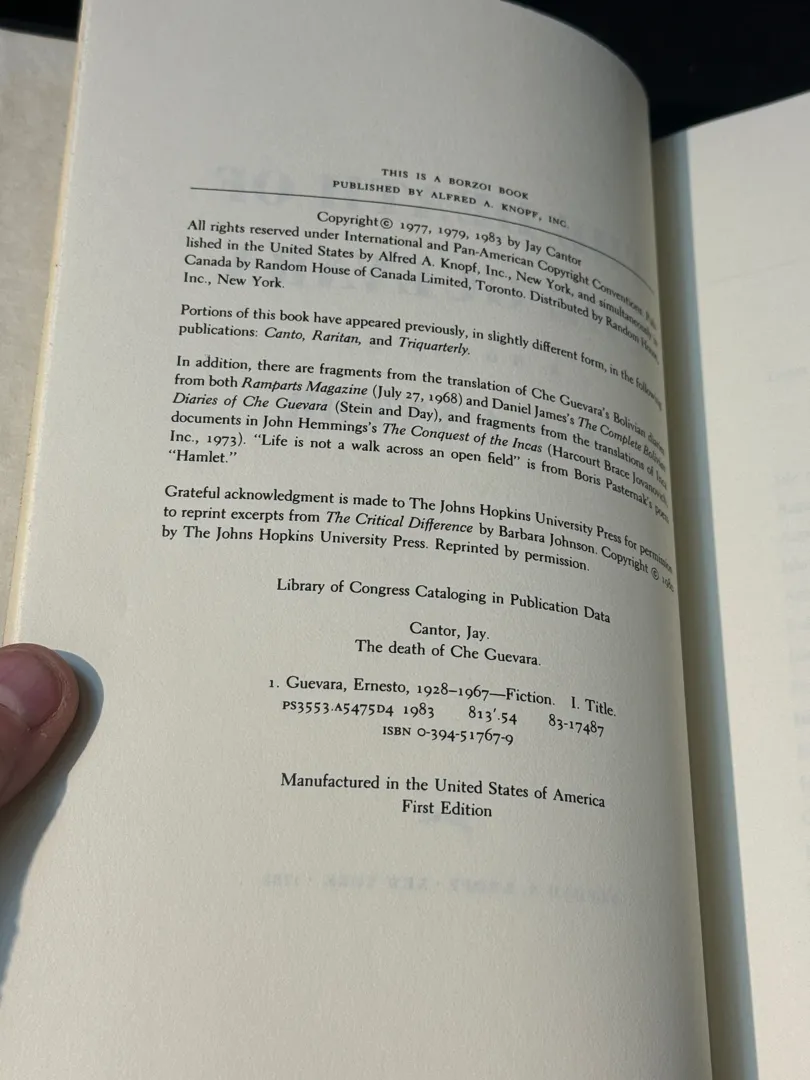 THIS IS A BORZOI BOOK
PUBLISHED BY ALFRED A. KNOPF, INC.
Copyright © 1977, 1979, 1983 by Jay Cantor
All rights reserved under International and Pan-American Copyright Conventions. Pub-
lished in the United States by Alfred A. Knopf, Inc., New York, and simultaneously in
Canada by Random House of Canada Limited, Toronto. Distributed by Random House,
Inc., New York.
Portions of this book have appeared previously, in slightly different form, in the following
publications: Canto, Raritan, and Triquarterly.
In addition, there are fragments from the translation of Che Guevara's Bolivian diaries
from both Ramparts Magazine (July 27, 1968) and Daniel James's The Complete Bolivian
Diaries of Che Guevara (Stein and Day), and fragments from the translations of Inca
documents in John Hemmings's The Conquest of the Incas (Harcourt Brace Jovanovich,
Inc., 1973). "Life is not a walk across an open field" is from Boris Pasternak's poem
"Hamlet."
Grateful acknowledgment is made to The Johns Hopkins University Press for permission
to reprint excerpts from The Critical Difference by Barbara Johnson. Copyright ©
by The Johns Hopkins University Press. Reprinted by permission.
Library of Congress Cataloging in Publication Data
Cantor, Jay.
The death of Che Guevara.
1. Guevara, Ernesto, 1928–1967—Fiction. I. Title.
PS3553.A5475D4 1983 813'.54 83-17487
ISBN 0-394-51767-9
Manufactured in the United States of America
First Edition